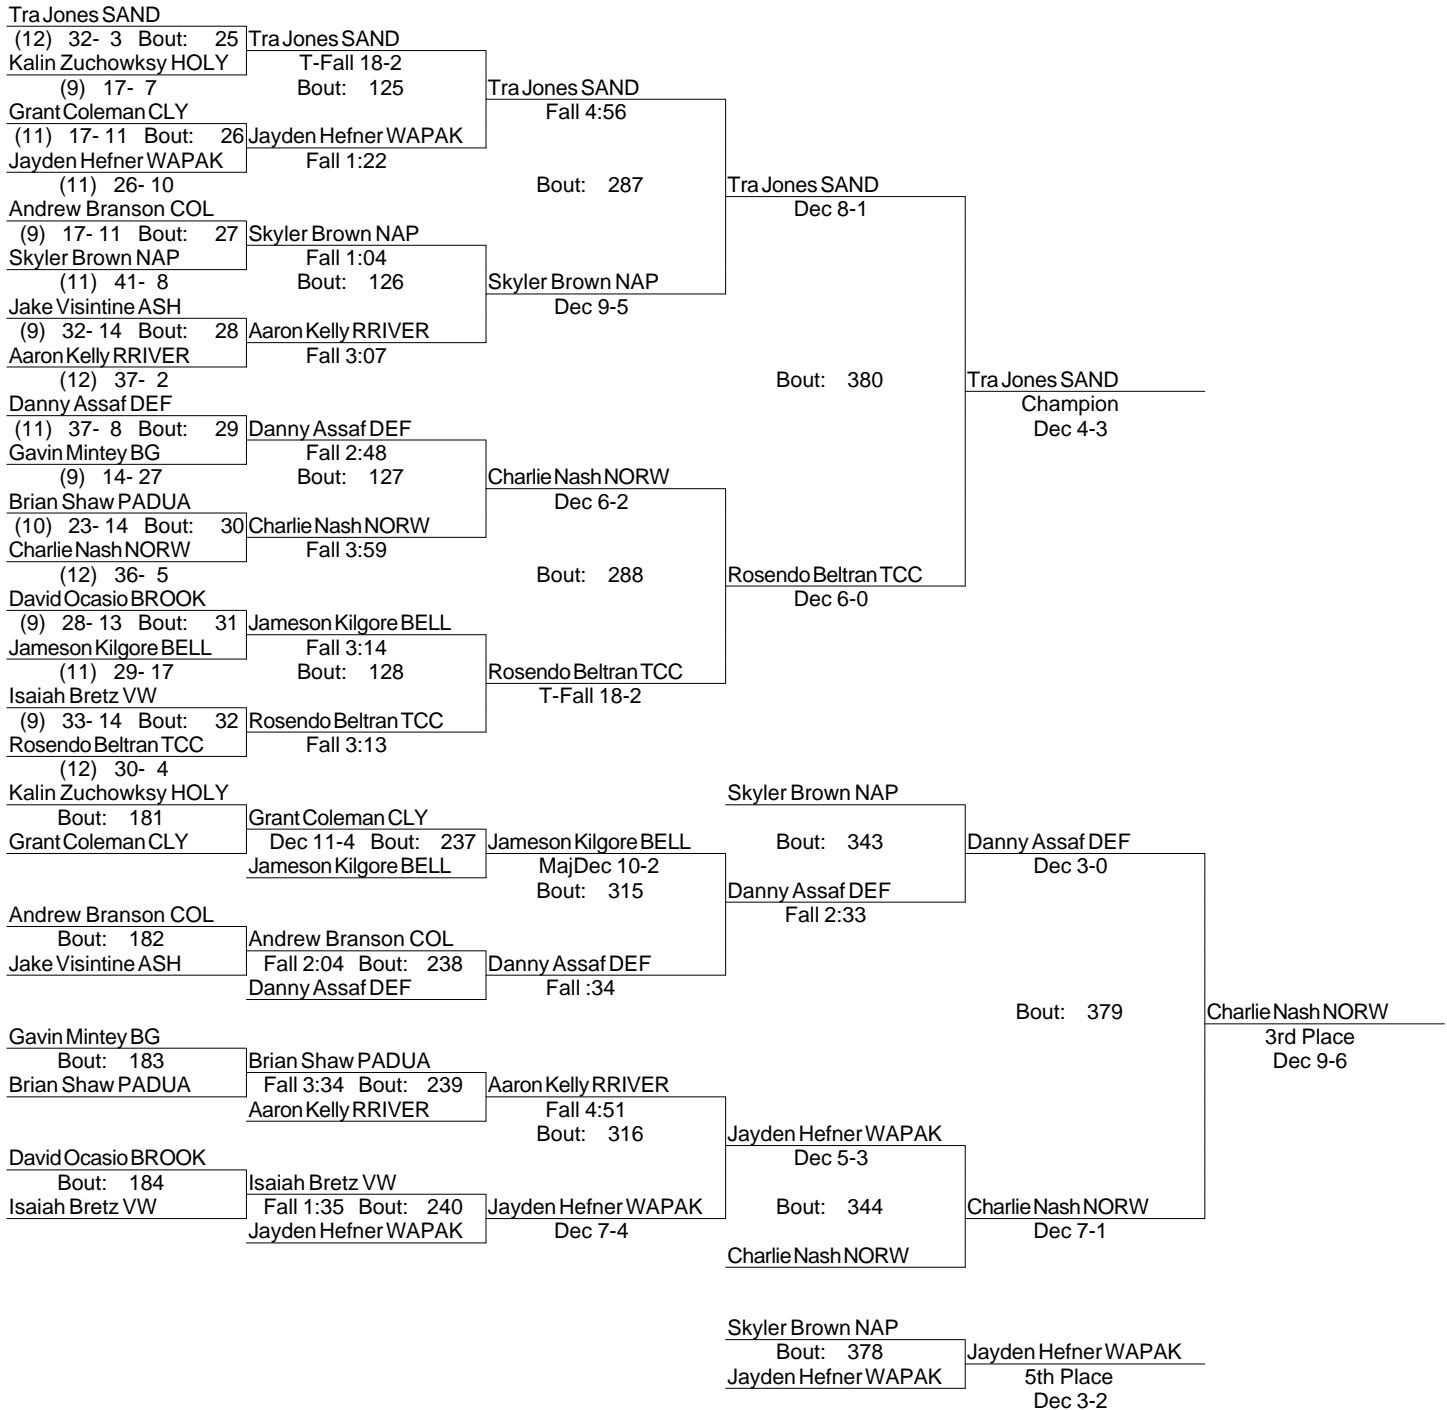 Tra Jones SAND
(12) 32- 3 Bout: 25 Tra Jones SAND
Kalin Zuchowksy HOLY T-Fall 18-2
(9) 17- 7 Bout: 125 Tra Jones SAND
Grant Coleman CLY Fall 4:56
(11) 17- 11 Bout: 26 Jayden Hefner WAPAK
Jayden Hefner WAPAK Fall 1:22
(11) 26- 10 Bout: 287 Tra Jones SAND
Andrew Branson COL Dec 8-1
(9) 17- 11 Bout: 27 Skyler Brown NAP
Skyler Brown NAP Fall 1:04
(11) 41- 8 Bout: 126 Skyler Brown NAP
Jake Visintine ASH Dec 9-5
(9) 32- 14 Bout: 28 Aaron Kelly RRIVER
Aaron Kelly RRIVER Fall 3:07
(12) 37- 2 Bout: 380 Tra Jones SAND
Danny Assaf DEF Champion
(11) 37- 8 Bout: 29 Danny Assaf DEF Dec 4-3
Gavin Mintey BG Fall 2:48
(9) 14- 27 Bout: 127 Charlie Nash NORW
Brian Shaw PADUA Dec 6-2
(10) 23- 14 Bout: 30 Charlie Nash NORW
Charlie Nash NORW Fall 3:59
(12) 36- 5 Bout: 288 Rosendo Beltran TCC
David Ocasio BROOK Dec 6-0
(9) 28- 13 Bout: 31 Jameson Kilgore BELL
Jameson Kilgore BELL Fall 3:14
(11) 29- 17 Bout: 128 Rosendo Beltran TCC
Isaiah Bretz VW T-Fall 18-2
(9) 33- 14 Bout: 32 Rosendo Beltran TCC
Rosendo Beltran TCC Fall 3:13
(12) 30- 4
Kalin Zuchowksy HOLY Skyler Brown NAP
Bout: 181 Grant Coleman CLY
Grant Coleman CLY Dec 11-4 Bout: 237 Jameson Kilgore BELL Bout: 343 Danny Assaf DEF
Jameson Kilgore BELL MajDec 10-2 Dec 3-0
Bout: 315 Danny Assaf DEF
Andrew Branson COL Fall 2:33
Bout: 182 Andrew Branson COL
Jake Visintine ASH Fall 2:04 Bout: 238 Danny Assaf DEF
Danny Assaf DEF Fall :34
Bout: 379 Charlie Nash NORW
Gavin Mintey BG 3rd Place
Bout: 183 Brian Shaw PADUA Dec 9-6
Brian Shaw PADUA Fall 3:34 Bout: 239 Aaron Kelly RRIVER
Aaron Kelly RRIVER Fall 4:51
Bout: 316 Jayden Hefner WAPAK
David Ocasio BROOK Dec 5-3
Bout: 184 Isaiah Bretz VW
Isaiah Bretz VW Fall 1:35 Bout: 240 Jayden Hefner WAPAK Bout: 344 Charlie Nash NORW
Jayden Hefner WAPAK Dec 7-4 Dec 7-1
Charlie Nash NORW
Skyler Brown NAP
Bout: 378 Jayden Hefner WAPAK
Jayden Hefner WAPAK 5th Place
Dec 3-2